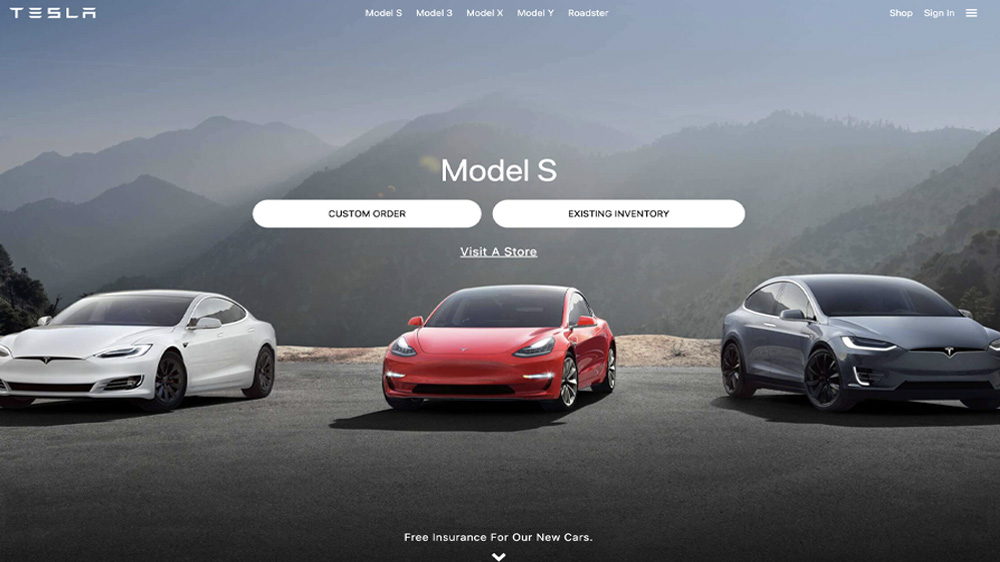 TESLA
Model S Model 3 Model X Model Y Roadster
Shop Sign In
Model S
CUSTOM ORDER
EXISTING INVENTORY
Visit A Store
Free Insurance For Our New Cars.